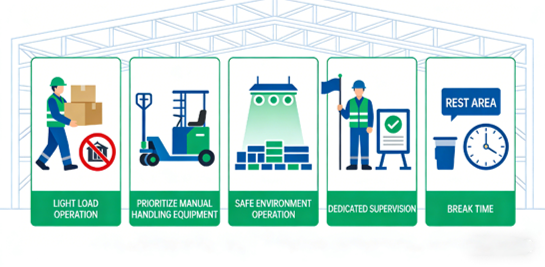 REST AREA
LIGHT LOAD
OPERATION
PRIORITIZE MANUAL
HANDLING EQUIPMENT
SAFE ENVIRONMENT
OPERATION
DEDICATED SUPERVISION
BREAK TIME